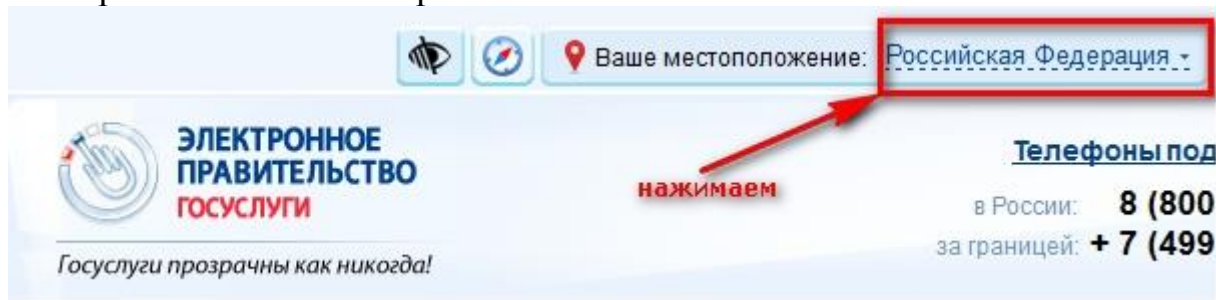 Ваше местоположение: Российская Федерация
ЭЛЕКТРОННОЕ
ПРАВИТЕЛЬСТВО
ГОСУСЛУГИ
Госуслуги прозрачны как никогда!
нажимаем
Телефоны под
в России: 8 (800
за границей: + 7 (499